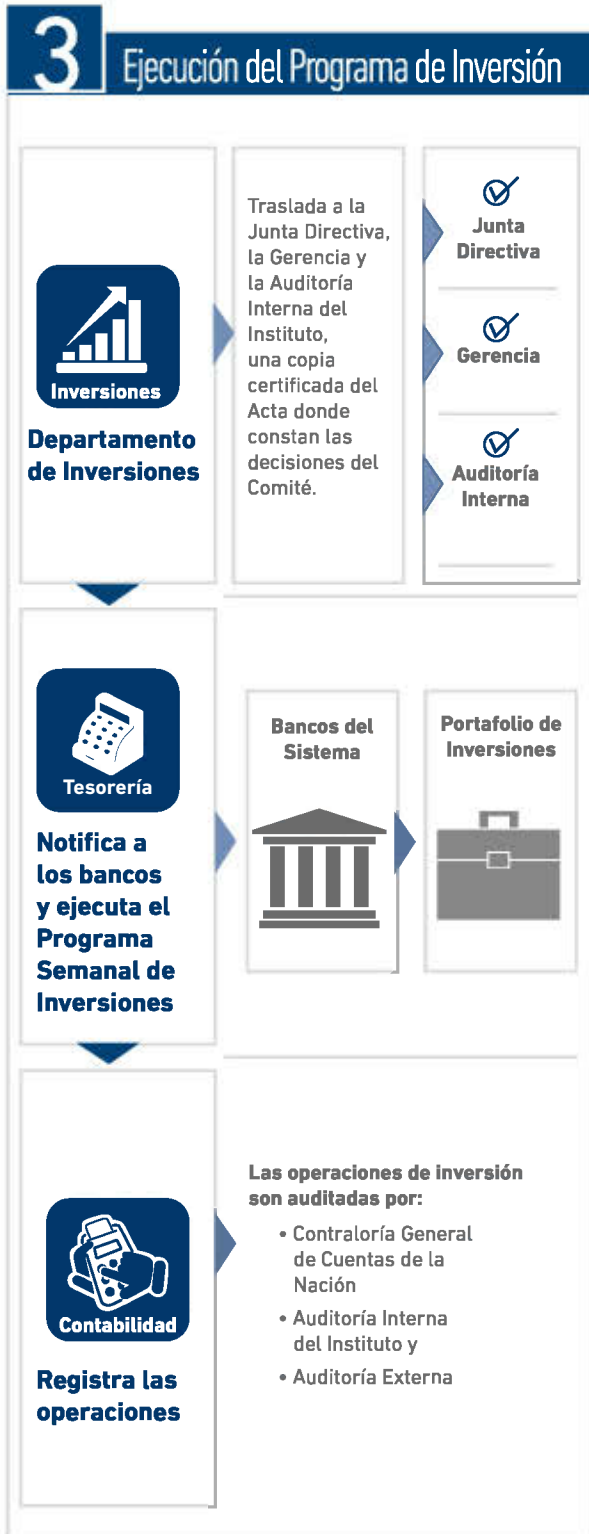 3
Ejecución del Programa de Inversión
Inversiones
Departamento
de Inversiones
Traslada a la
Junta Directiva,
la Gerencia y
la Auditoría
Interna del
Instituto,
una copia
certificada del
Acta donde
constan las
decisiones del
Comité.
Junta
Directiva
Gerencia
Auditoría
Interna
Tesorería
Notifica a
los bancos
y ejecuta el
Programa
Semanal de
Inversiones
Bancos del
Sistema
Portafolio de
Inversiones
Contabilidad
Registra las
operaciones
Las operaciones de inversión
son auditadas por:
• Contraloría General
de Cuentas de la
Nación
• Auditoría Interna
del Instituto y
• Auditoría Externa